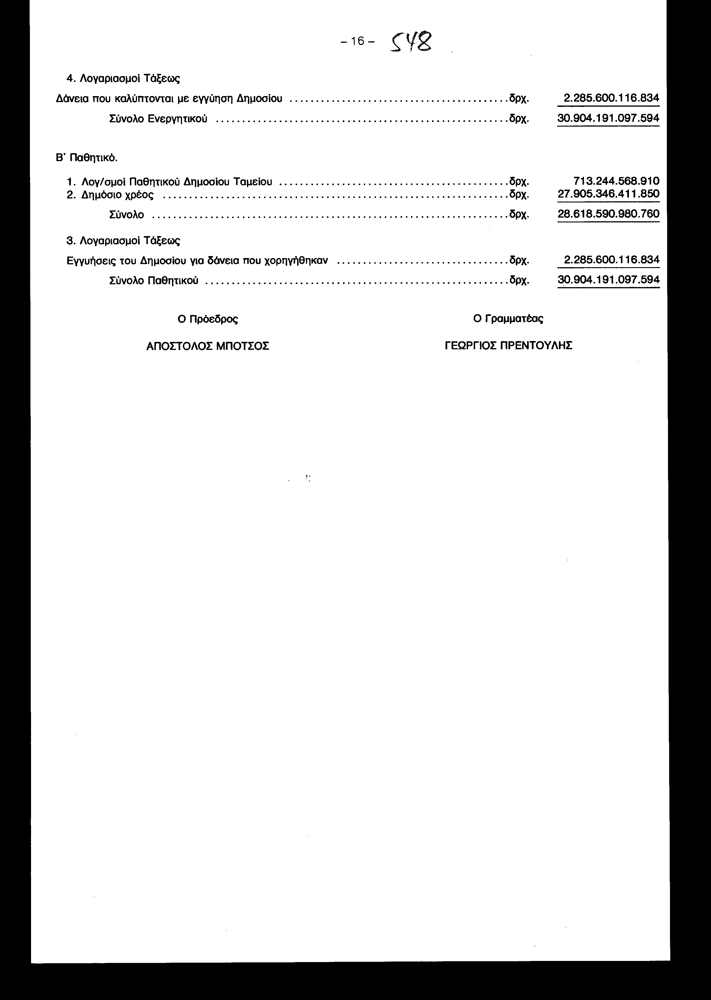 - 16 - 548
4. Λογαριασμοί Τάξεως
Δάνεια που καλύπτονται με εγγύηση Δημοσίου ..........................................δρχ. 2.285.600.116.834
Σύνολο Ενεργητικού ........................................................δρχ. 30.904.191.097.594
Β' Παθητικό.
1. Λογ/σμοί Παθητικού Δημοσίου Ταμείου ............................................δρχ. 713.244.568.910
2. Δημόσιο χρέος ..................................................................δρχ. 27.905.346.411.850
Σύνολο ....................................................................δρχ. 28.618.590.980.760
3. Λογαριασμοί Τάξεως
Εγγυήσεις του Δημοσίου για δάνεια που χορηγήθηκαν .................................δρχ. 2.285.600.116.834
Σύνολο Παθητικού ..........................................................δρχ. 30.904.191.097.594
Ο Πρόεδρος Ο Γραμματέας
ΑΠΟΣΤΟΛΟΣ ΜΠΟΤΣΟΣ ΓΕΩΡΓΙΟΣ ΠΡΕΝΤΟΥΛΗΣ